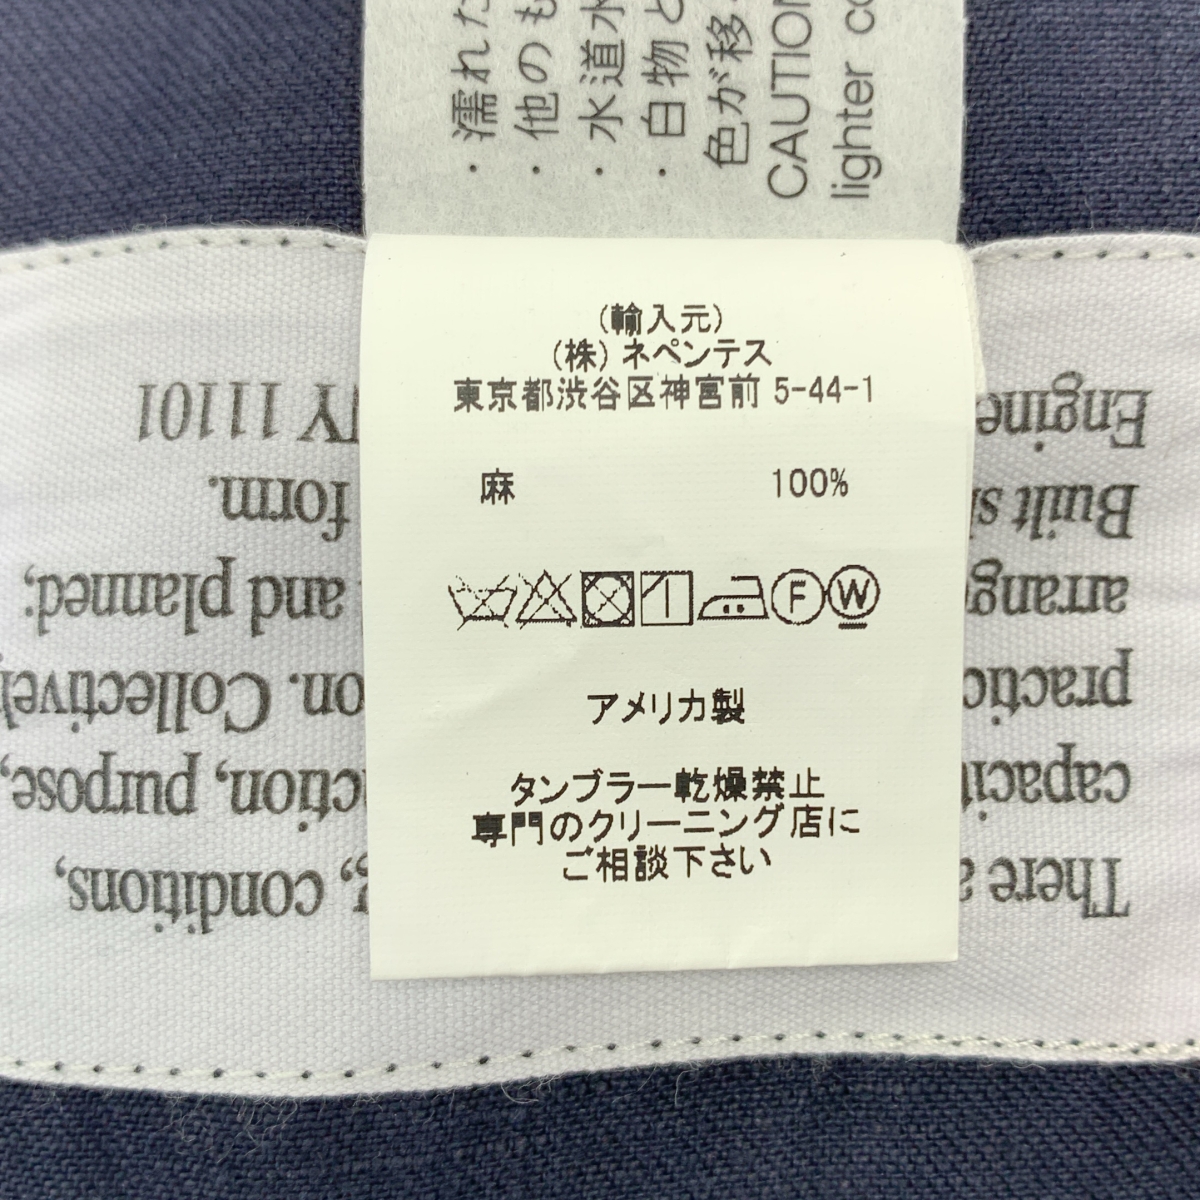 ・濡れた
・他のも
・水道水
・白物と
色が移
CAUTION
lighter co
(輸入元)
(株) ネペンテス
東京都渋谷区神宮前 5-44-1
麻 100%
F W
アメリカ製
タンブラー乾燥禁止
専門のクリーニング店に
ご相談下さい
There a , conditions,
capaci ction, purpose,
practic on. Collectively
arrang and planned;
Built si form.
Engine NY 11101